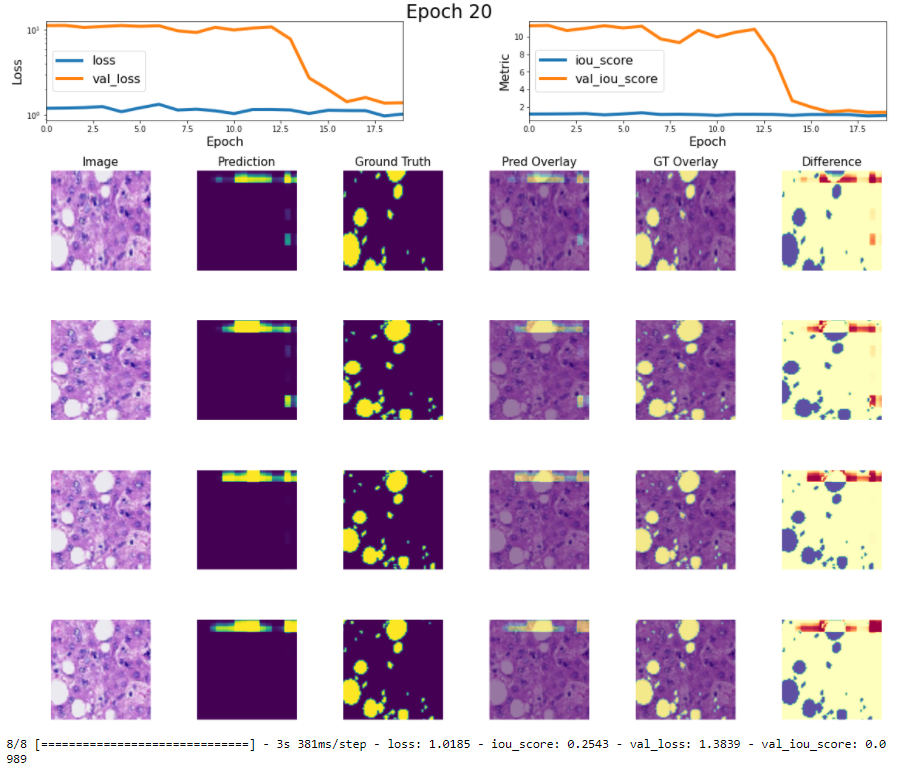 Epoch 20
10¹
10⁰
Loss
loss
val_loss
0.0 2.5 5.0 7.5 10.0 12.5 15.0 17.5
Epoch
10
8
6
4
2
Metric
iou_score
val_iou_score
0.0 2.5 5.0 7.5 10.0 12.5 15.0 17.5
Epoch
Image Prediction Ground Truth Pred Overlay GT Overlay Difference
8/8 [==============================] - 3s 381ms/step - loss: 1.0185 - iou_score: 0.2543 - val_loss: 1.3839 - val_iou_score: 0.0
989